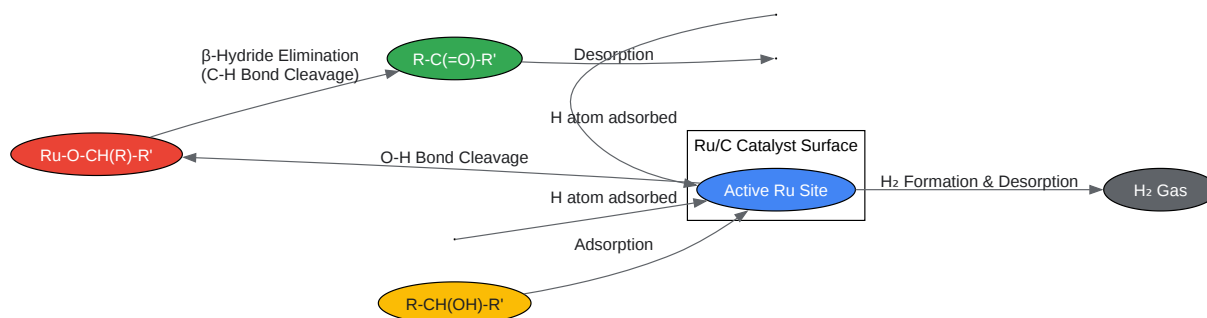 β-Hydride Elimination
(C-H Bond Cleavage)
R-C(=O)-R'
Desorption
H atom adsorbed
Ru/C Catalyst Surface
Ru-O-CH(R)-R'
O-H Bond Cleavage
Active Ru Site
H₂ Formation & Desorption
H₂ Gas
H atom adsorbed
Adsorption
R-CH(OH)-R'